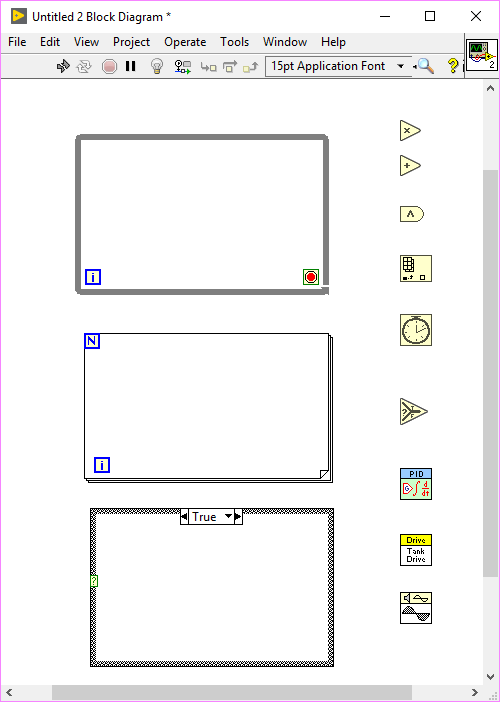 Untitled 2 Block Diagram *
File Edit View Project Operate Tools Window Help
15pt Application Font
?
2
×
+
∧
i
N
?
T
F
i
PID
G ∫ d/dt
True
Drive
Tank
Drive
?